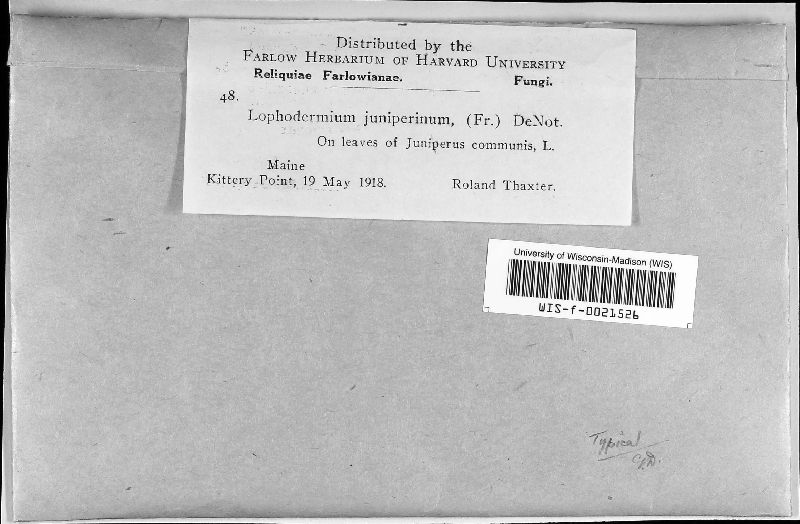 Distributed by the
FARLOW HERBARIUM OF HARVARD UNIVERSITY
Reliquiae Farlowianae. Fungi.
48.
Lophodermium juniperinum, (Fr.) DeNot.
On leaves of Juniperus communis, L.
Maine
Kittery Point, 19 May 1918. Roland Thaxter.
University of Wisconsin-Madison (WIS)
WIS-f-0021526
Typical